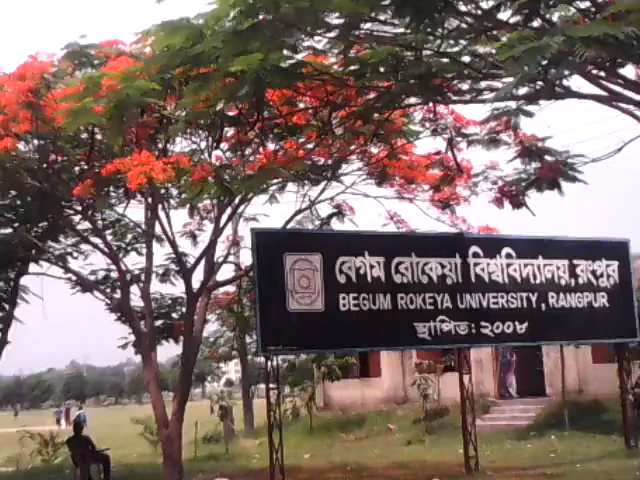 বেগম রোকেয়া বিশ্ববিদ্যালয়, রংপুর
BEGUM ROKEYA UNIVERSITY, RANGPUR
স্থাপিত: ২০০৮